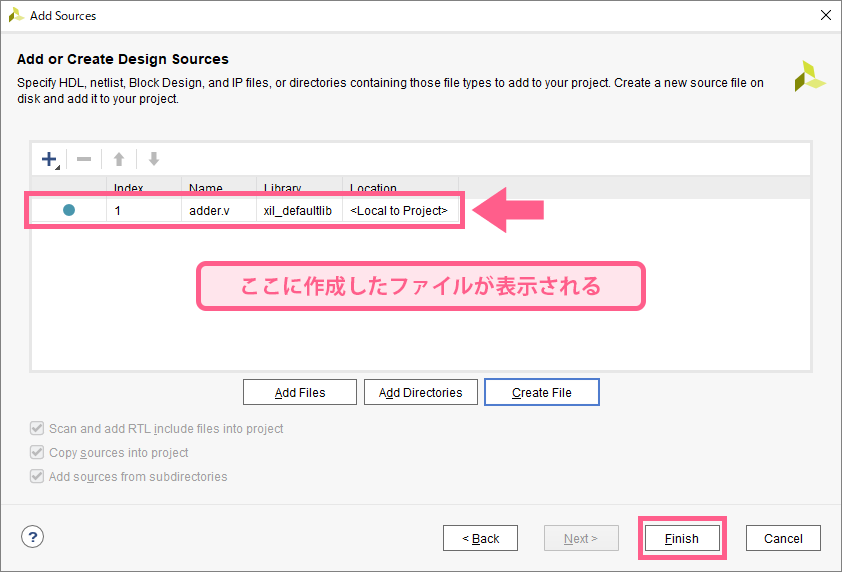 Add Sources
Add or Create Design Sources
Specify HDL, netlist, Block Design, and IP files, or directories containing those file types to add to your project. Create a new source file on
disk and add it to your project.
Index Name Library Location
1 adder.v xil_defaultlib <Local to Project>
ここに作成したファイルが表示される
Add Files Add Directories Create File
Scan and add RTL include files into project
Copy sources into project
Add sources from subdirectories
? < Back Next > Finish Cancel